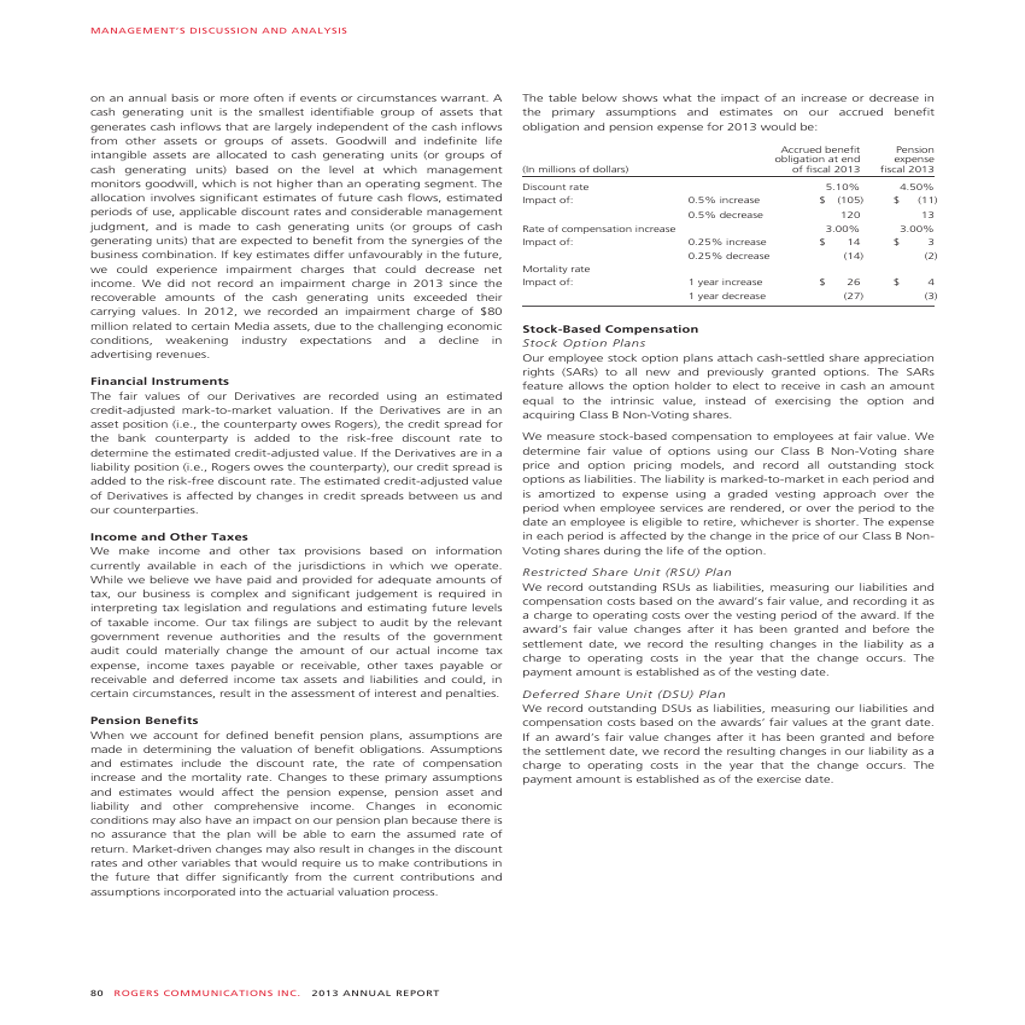 MANAGEMENT'S DISCUSSION AND ANALYSIS
on an annual basis or more often if events or circumstances warrant. A
cash generating unit is the smallest identifiable group of assets that
generates cash inflows that are largely independent of the cash inflows
from other assets or groups of assets. Goodwill and indefinite life
intangible assets are allocated to cash generating units (or groups of
cash generating units) based on the level at which management
monitors goodwill, which is not higher than an operating segment. The
allocation involves significant estimates of future cash flows, estimated
periods of use, applicable discount rates and considerable management
judgment, and is made to cash generating units (or groups of cash
generating units) that are expected to benefit from the synergies of the
business combination. If key estimates differ unfavourably in the future,
we could experience impairment charges that could decrease net
income. We did not record an impairment charge in 2013 since the
recoverable amounts of the cash generating units exceeded their
carrying values. In 2012, we recorded an impairment charge of $80
million related to certain Media assets, due to the challenging economic
conditions, weakening industry expectations and a decline in
advertising revenues.
Financial Instruments
The fair values of our Derivatives are recorded using an estimated
credit-adjusted mark-to-market valuation. If the Derivatives are in an
asset position (i.e., the counterparty owes Rogers), the credit spread for
the bank counterparty is added to the risk-free discount rate to
determine the estimated credit-adjusted value. If the Derivatives are in a
liability position (i.e., Rogers owes the counterparty), our credit spread is
added to the risk-free discount rate. The estimated credit-adjusted value
of Derivatives is affected by changes in credit spreads between us and
our counterparties.
Income and Other Taxes
We make income and other tax provisions based on information
currently available in each of the jurisdictions in which we operate.
While we believe we have paid and provided for adequate amounts of
tax, our business is complex and significant judgement is required in
interpreting tax legislation and regulations and estimating future levels
of taxable income. Our tax filings are subject to audit by the relevant
government revenue authorities and the results of the government
audit could materially change the amount of our actual income tax
expense, income taxes payable or receivable, other taxes payable or
receivable and deferred income tax assets and liabilities and could, in
certain circumstances, result in the assessment of interest and penalties.
Pension Benefits
When we account for defined benefit pension plans, assumptions are
made in determining the valuation of benefit obligations. Assumptions
and estimates include the discount rate, the rate of compensation
increase and the mortality rate. Changes to these primary assumptions
and estimates would affect the pension expense, pension asset and
liability and other comprehensive income. Changes in economic
conditions may also have an impact on our pension plan because there is
no assurance that the plan will be able to earn the assumed rate of
return. Market-driven changes may also result in changes in the discount
rates and other variables that would require us to make contributions in
the future that differ significantly from the current contributions and
assumptions incorporated into the actuarial valuation process.
The table below shows what the impact of an increase or decrease in
the primary assumptions and estimates on our accrued benefit
obligation and pension expense for 2013 would be:
Accrued benefit Pension
obligation at end expense
(In millions of dollars) of fiscal 2013 fiscal 2013
Discount rate 5.10% 4.50%
Impact of: 0.5% increase $ (105) $ (11)
0.5% decrease 120 13
Rate of compensation increase 3.00% 3.00%
Impact of: 0.25% increase $ 14 $ 3
0.25% decrease (14) (2)
Mortality rate
Impact of: 1 year increase $ 26 $ 4
1 year decrease (27) (3)
Stock-Based Compensation
Stock Option Plans
Our employee stock option plans attach cash-settled share appreciation
rights (SARs) to all new and previously granted options. The SARs
feature allows the option holder to elect to receive in cash an amount
equal to the intrinsic value, instead of exercising the option and
acquiring Class B Non-Voting shares.
We measure stock-based compensation to employees at fair value. We
determine fair value of options using our Class B Non-Voting share
price and option pricing models, and record all outstanding stock
options as liabilities. The liability is marked-to-market in each period and
is amortized to expense using a graded vesting approach over the
period when employee services are rendered, or over the period to the
date an employee is eligible to retire, whichever is shorter. The expense
in each period is affected by the change in the price of our Class B Non-
Voting shares during the life of the option.
Restricted Share Unit (RSU) Plan
We record outstanding RSUs as liabilities, measuring our liabilities and
compensation costs based on the award's fair value, and recording it as
a charge to operating costs over the vesting period of the award. If the
award's fair value changes after it has been granted and before the
settlement date, we record the resulting changes in the liability as a
charge to operating costs in the year that the change occurs. The
payment amount is established as of the vesting date.
Deferred Share Unit (DSU) Plan
We record outstanding DSUs as liabilities, measuring our liabilities and
compensation costs based on the awards' fair values at the grant date.
If an award's fair value changes after it has been granted and before
the settlement date, we record the resulting changes in our liability as a
charge to operating costs in the year that the change occurs. The
payment amount is established as of the exercise date.
80 ROGERS COMMUNICATIONS INC. 2013 ANNUAL REPORT